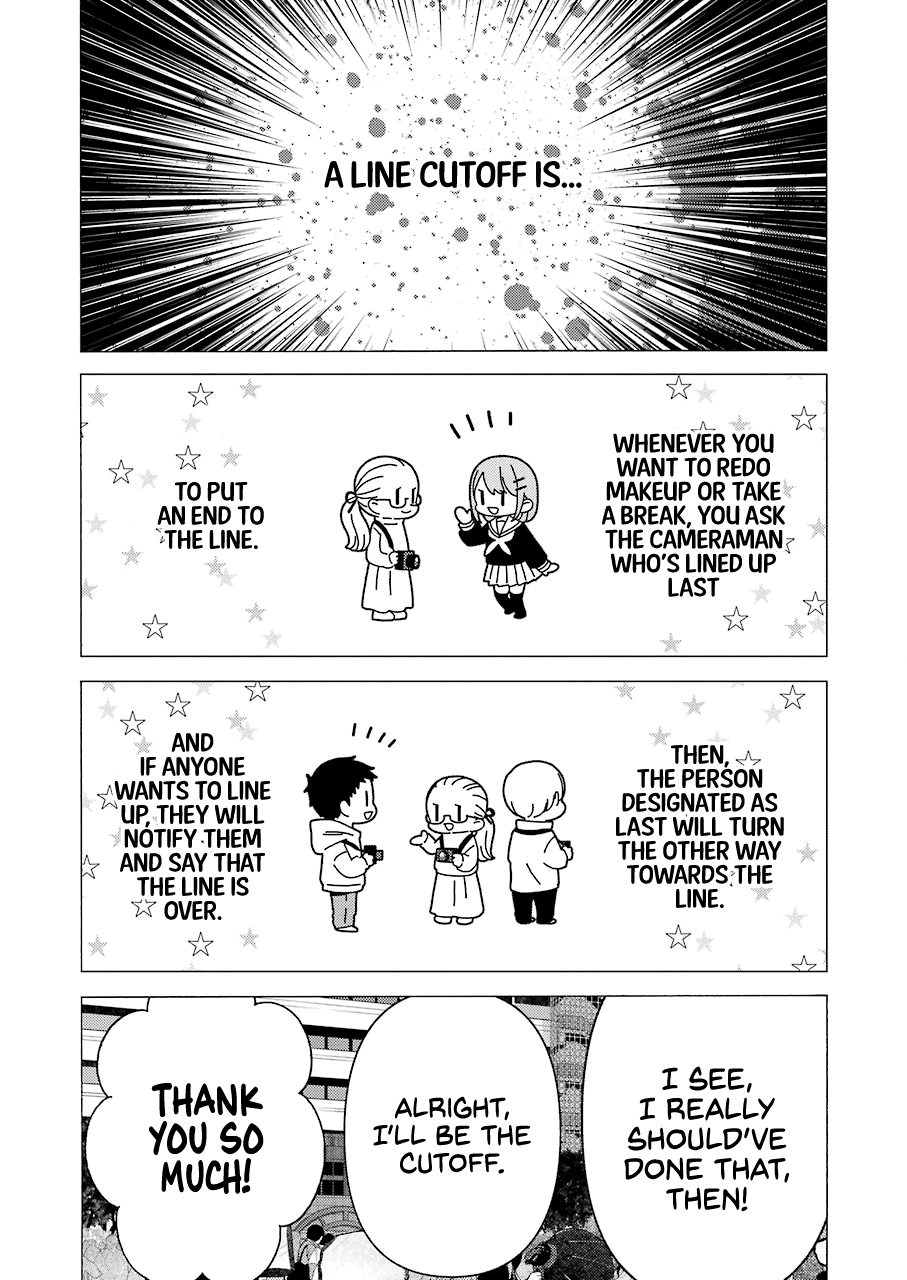 A LINE CUTOFF IS...
WHENEVER YOU
WANT TO REDO
MAKEUP OR TAKE
A BREAK, YOU ASK
THE CAMERAMAN
WHO'S LINED UP
LAST
TO PUT
AN END TO
THE LINE.
THEN,
THE PERSON
DESIGNATED AS
LAST WILL TURN
THE OTHER WAY
TOWARDS THE
LINE.
AND
IF ANYONE
WANTS TO LINE
UP, THEY WILL
NOTIFY THEM
AND SAY THAT
THE LINE IS
OVER.
I SEE,
I REALLY
SHOULD'VE
DONE THAT,
THEN!
ALRIGHT,
I'LL BE THE
CUTOFF.
THANK
YOU SO
MUCH!